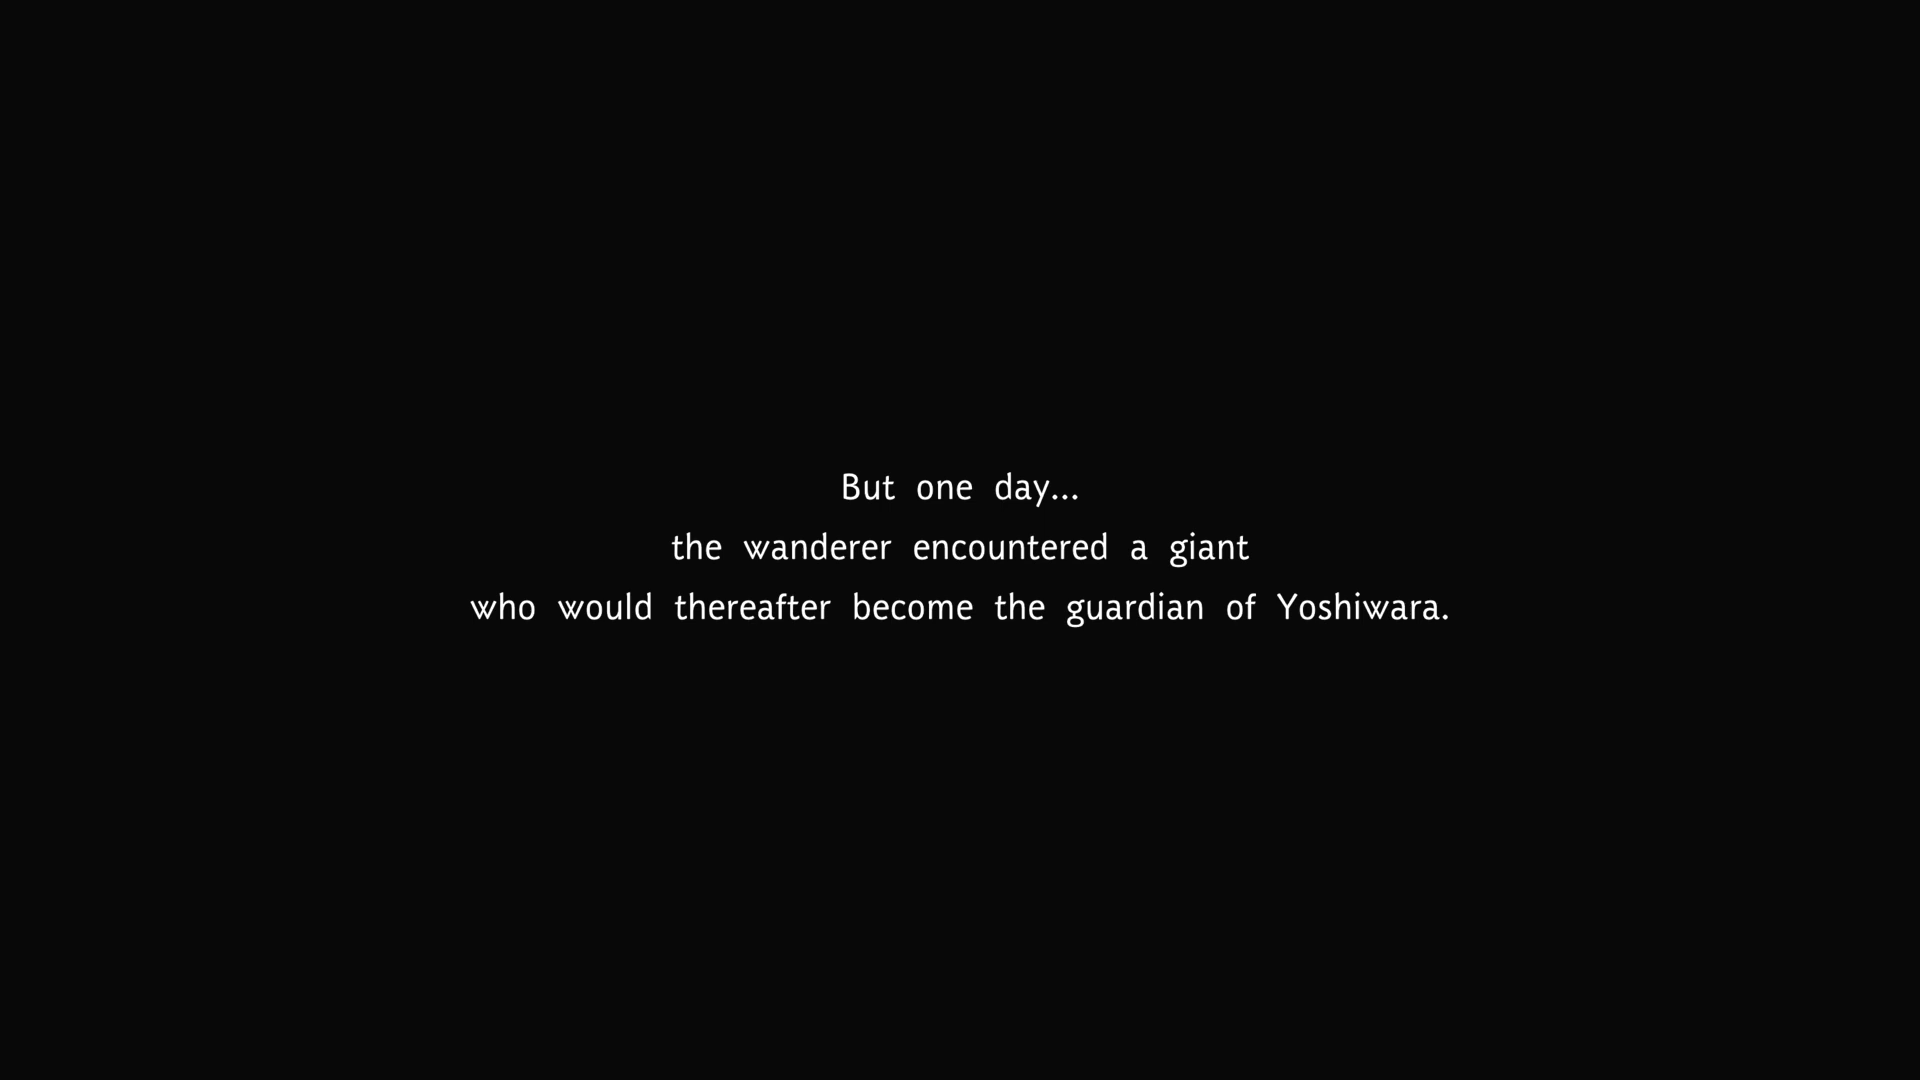 But one day...
the wanderer encountered a giant
who would thereafter become the guardian of Yoshiwara.